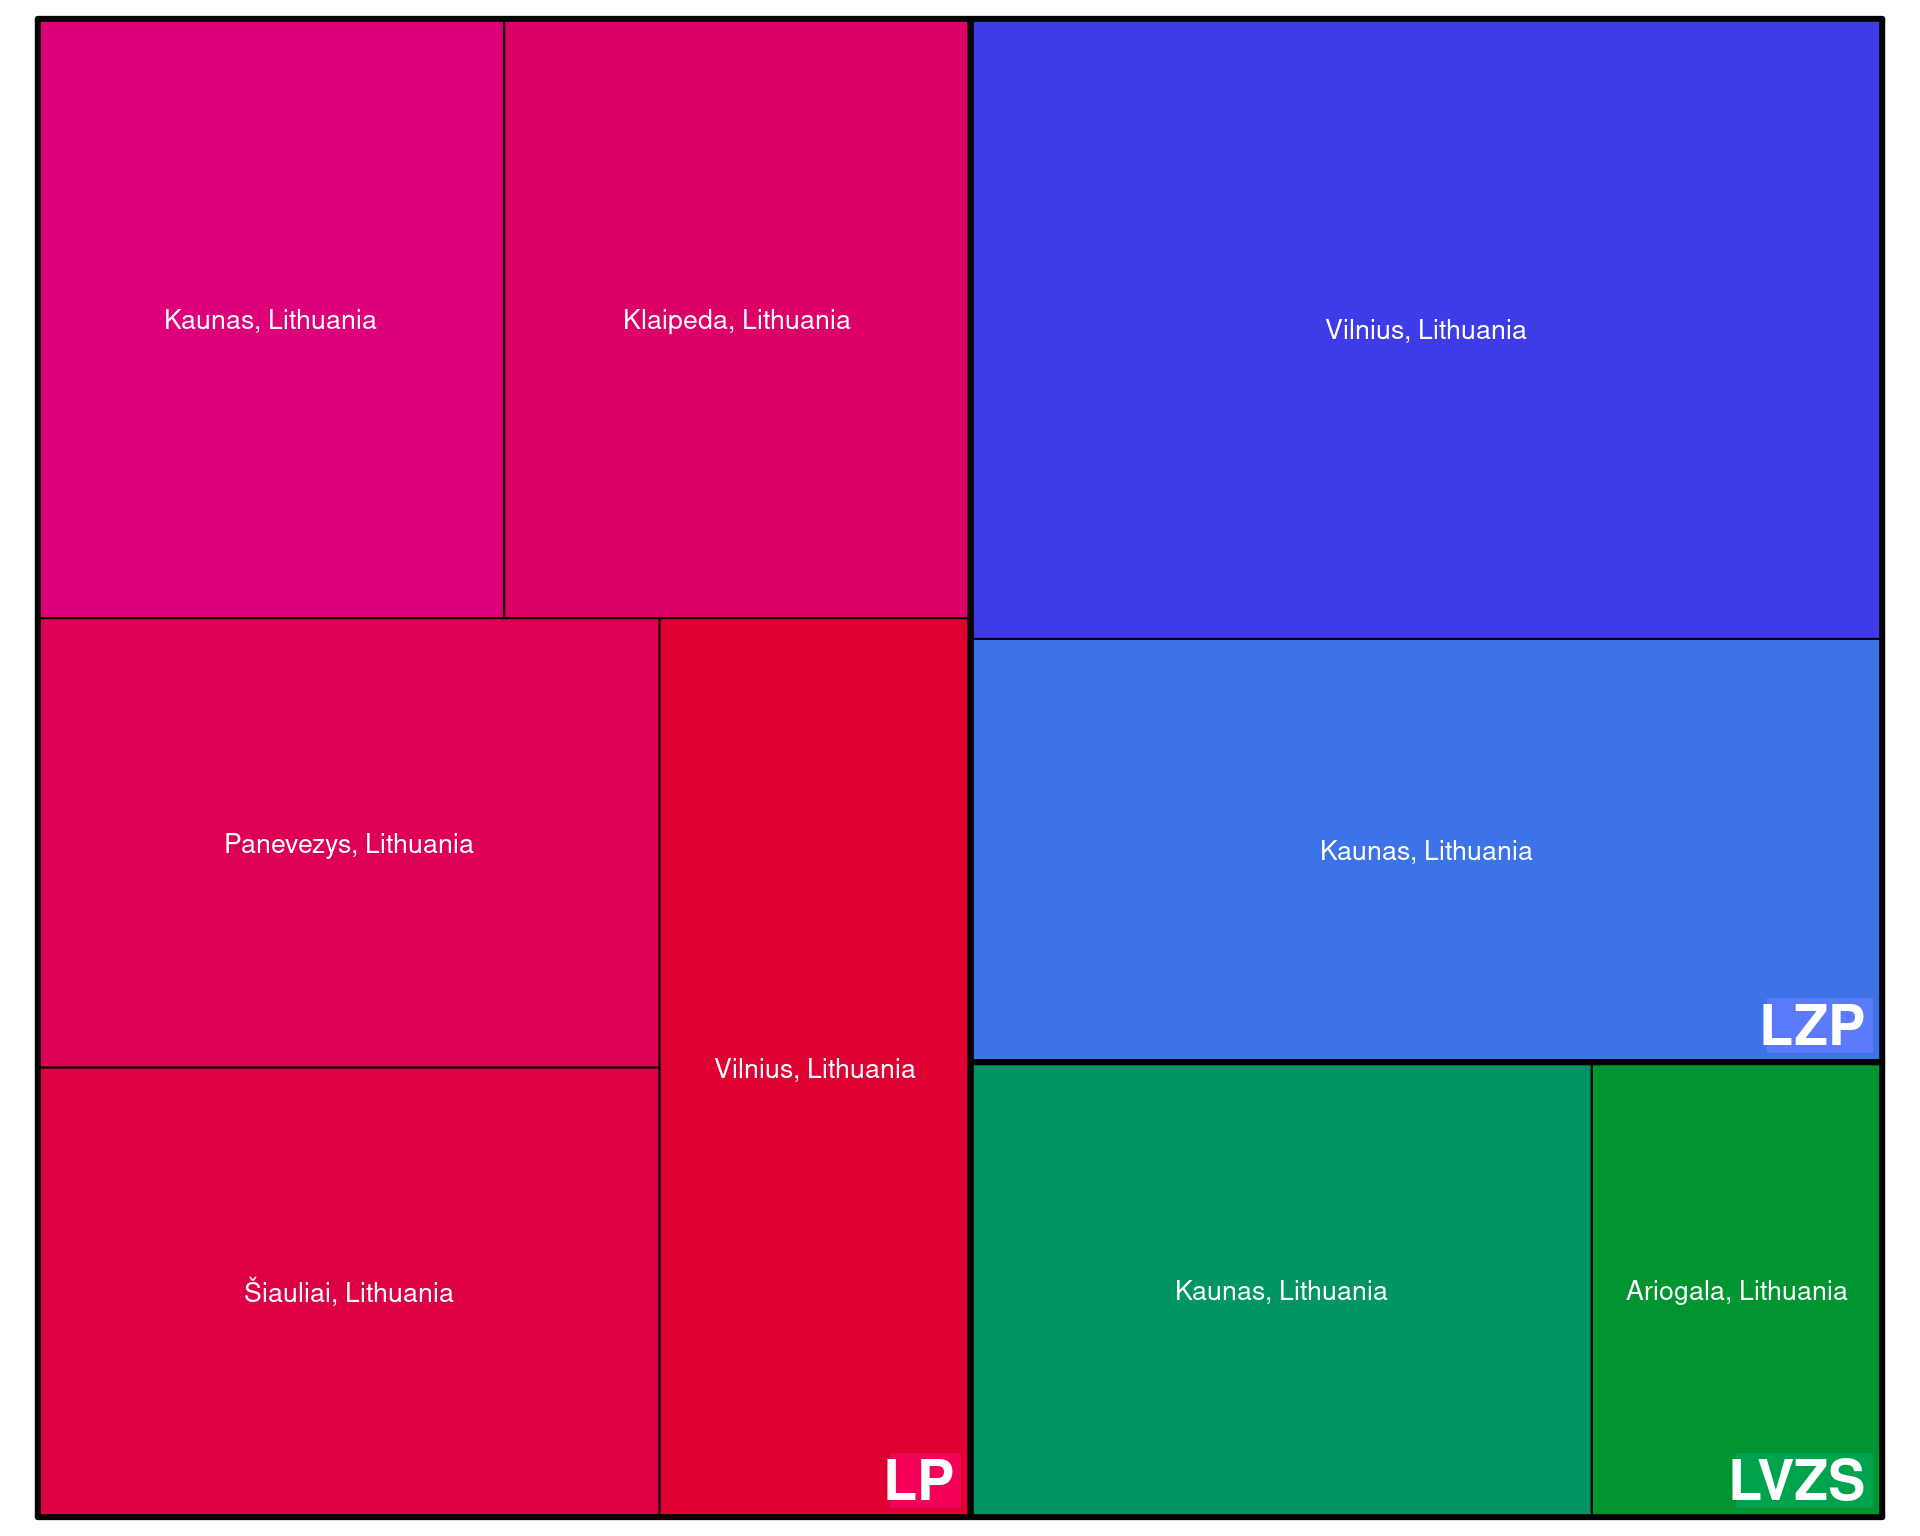 Kaunas, Lithuania
Klaipeda, Lithuania
Panevezys, Lithuania
Vilnius, Lithuania
Šiauliai, Lithuania
LP
Vilnius, Lithuania
Kaunas, Lithuania
LZP
Kaunas, Lithuania
Ariogala, Lithuania
LVZS